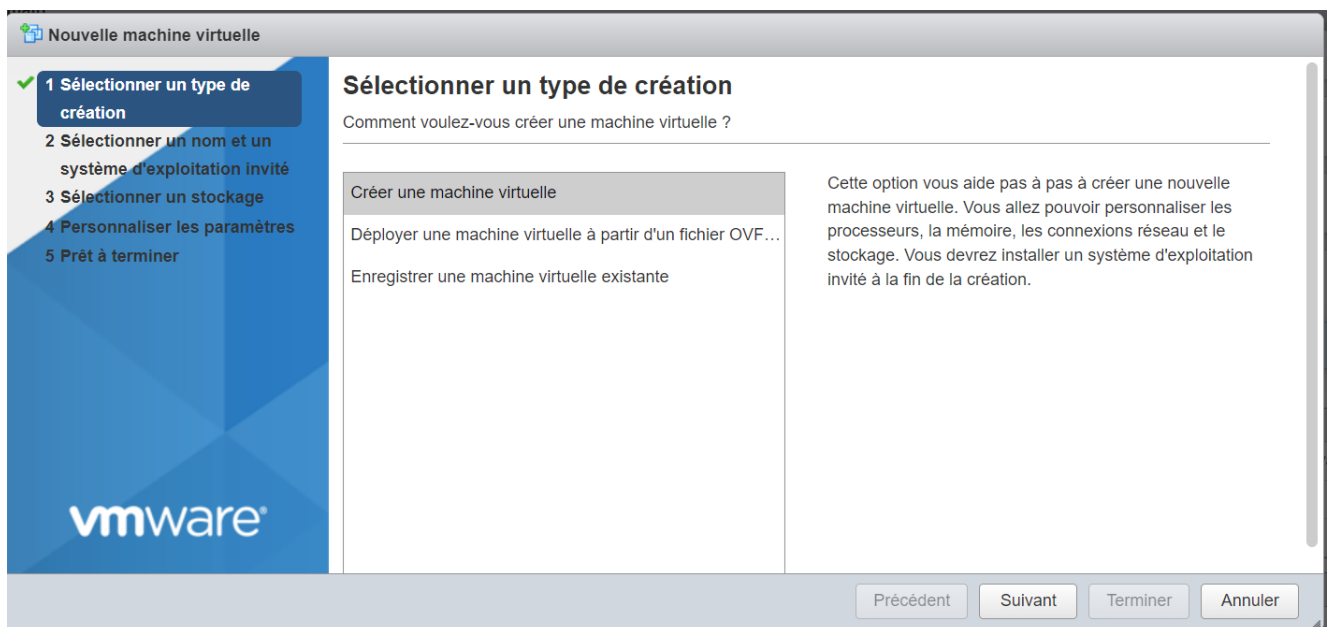 Nouvelle machine virtuelle
1 Sélectionner un type de
création
2 Sélectionner un nom et un
système d'exploitation invité
3 Sélectionner un stockage
4 Personnaliser les paramètres
5 Prêt à terminer
vmware®
Sélectionner un type de création
Comment voulez-vous créer une machine virtuelle ?
Créer une machine virtuelle
Déployer une machine virtuelle à partir d'un fichier OVF…
Enregistrer une machine virtuelle existante
Cette option vous aide pas à pas à créer une nouvelle
machine virtuelle. Vous allez pouvoir personnaliser les
processeurs, la mémoire, les connexions réseau et le
stockage. Vous devrez installer un système d'exploitation
invité à la fin de la création.
Précédent
Suivant
Terminer
Annuler